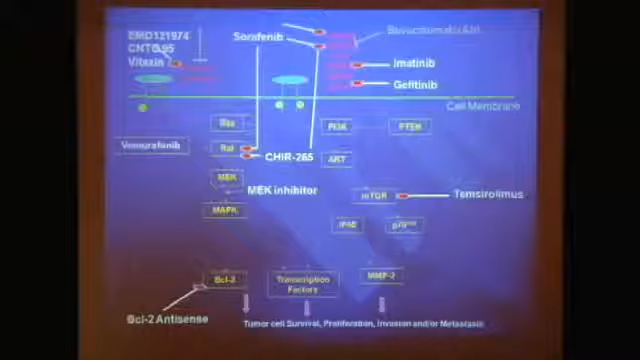 EMD121974
CNTO 95
Vitaxin
Sorafenib
Imatinib
Gefitinib
Cell Membrane
Ras
PI3K
PTEN
Vemurafenib
Raf
CHIR-265
AKT
MEK
MEK inhibitor
mTOR
Temsirolimus
MAPK
Bcl-2
Transcription
Factors
MMP-2
Bcl-2 Antisense
Tumor cell Survival, Proliferation, Invasion and/or Metastasis